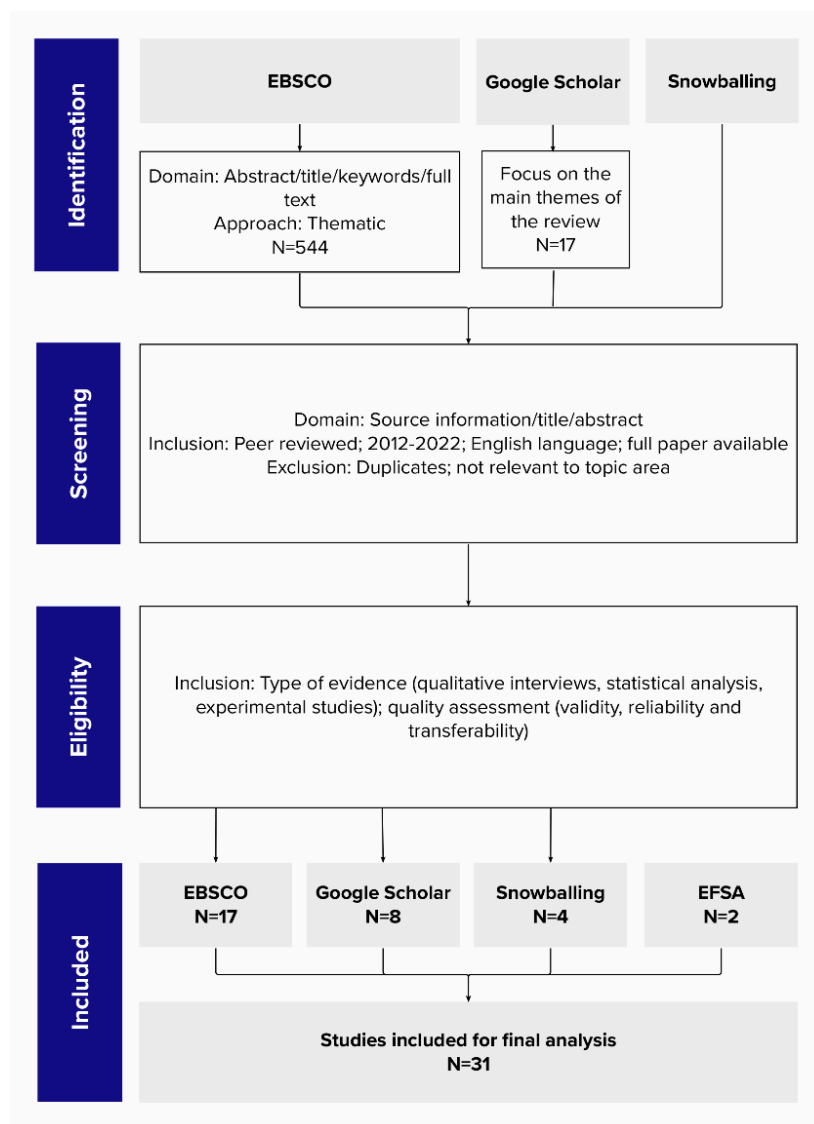 Identification
EBSCO
Google Scholar
Snowballing
Domain: Abstract/title/keywords/full
text
Approach: Thematic
N=544
Focus on the
main themes of
the review
N=17
Screening
Domain: Source information/title/abstract
Inclusion: Peer reviewed; 2012-2022; English language; full paper available
Exclusion: Duplicates; not relevant to topic area
Eligibility
Inclusion: Type of evidence (qualitative interviews, statistical analysis,
experimental studies); quality assessment (validity, reliability and
transferability)
Included
EBSCO
N=17
Google Scholar
N=8
Snowballing
N=4
EFSA
N=2
Studies included for final analysis
N=31